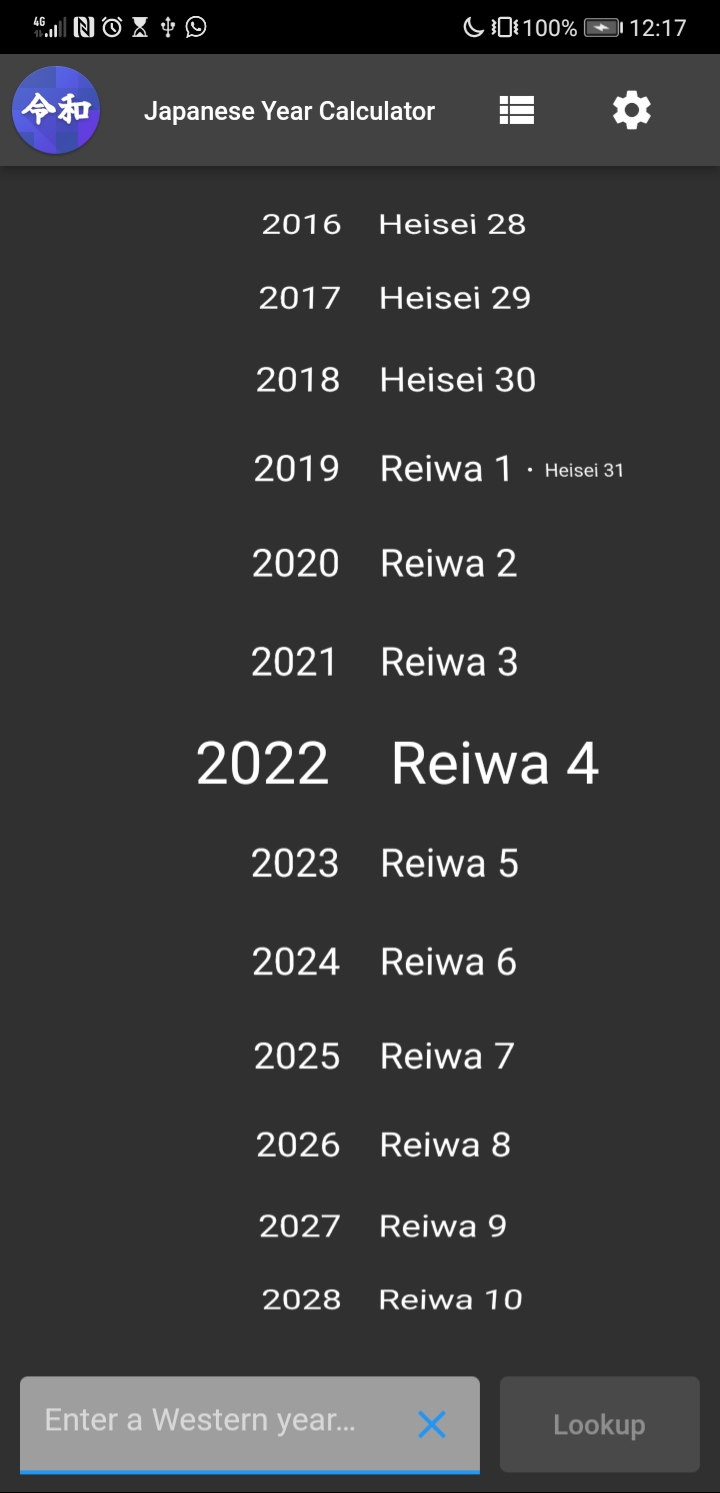 4G 100% 12:17
令和 Japanese Year Calculator
2016 Heisei 28
2017 Heisei 29
2018 Heisei 30
2019 Reiwa 1 · Heisei 31
2020 Reiwa 2
2021 Reiwa 3
2022 Reiwa 4
2023 Reiwa 5
2024 Reiwa 6
2025 Reiwa 7
2026 Reiwa 8
2027 Reiwa 9
2028 Reiwa 10
Enter a Western year... Lookup